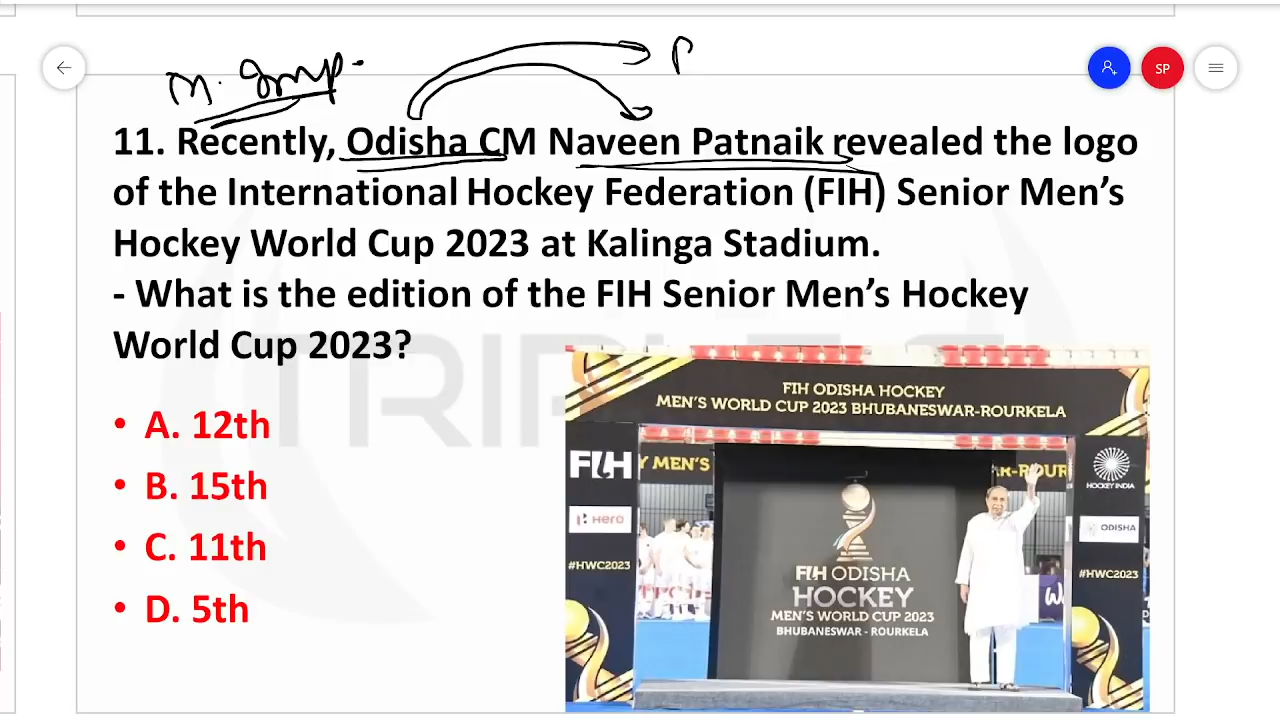 M. Imp.
SP
11. Recently, Odisha CM Naveen Patnaik revealed the logo
of the International Hockey Federation (FIH) Senior Men's
Hockey World Cup 2023 at Kalinga Stadium.
- What is the edition of the FIH Senior Men's Hockey
World Cup 2023?
• A. 12th
• B. 15th
• C. 11th
• D. 5th
FIH ODISHA HOCKEY
MEN'S WORLD CUP 2023 BHUBANESWAR-ROURKELA
FIH
Y MEN'S
AR-ROUR
HOCKEY INDIA
HERO
ODISHA
#HWC2023
#HWC2023
FIH ODISHA
HOCKEY
MEN'S WORLD CUP 2023
BHUBANESWAR - ROURKELA